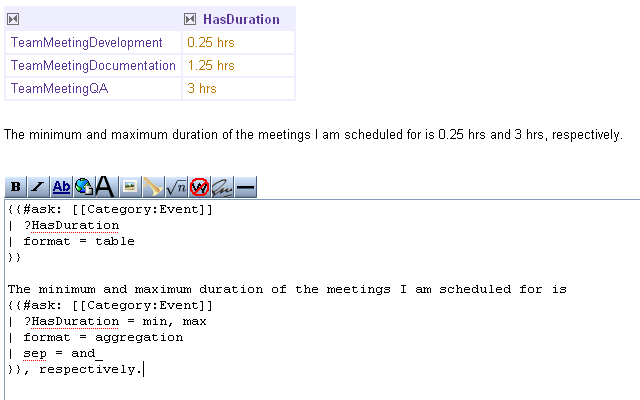 HasDuration
TeamMeetingDevelopment 0.25 hrs
TeamMeetingDocumentation 1.25 hrs
TeamMeetingQA 3 hrs
The minimum and maximum duration of the meetings I am scheduled for is 0.25 hrs and 3 hrs, respectively.
B I Ab A √n W
{{#ask: [[Category:Event]]
| ?HasDuration
| format = table
}}
The minimum and maximum duration of the meetings I am scheduled for is
{{#ask: [[Category:Event]]
| ?HasDuration = min, max
| format = aggregation
| sep = and_
}}, respectively.